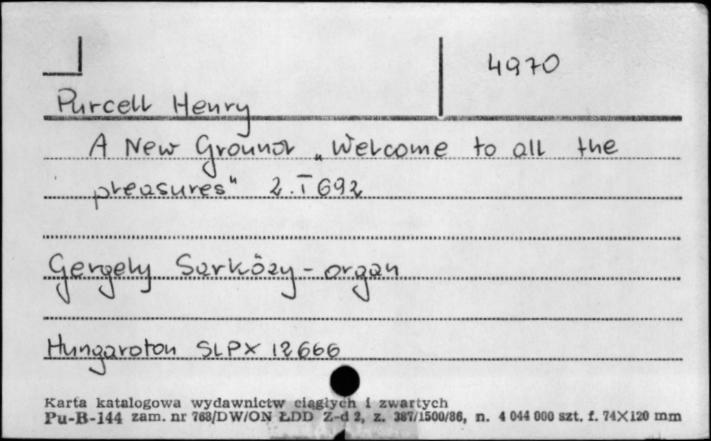 4970
Purcell Henry
A New Ground „Welcome to all the
pleasures" Z.T 692
Gergely Sarközy - organ
Hungaroton SLPX 12666
Karta katalogowa wydawnictw ciągłych i zwartych
Pu-B-144 zam. nr 768/DW/ON ŁDD Z-d 2, z. 387/1500/86, n. 4 044 000 szt. f. 74X120 mm